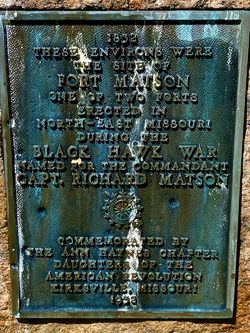 1832
THESE ENVIRONS WERE
THE SITE OF
FORT MATSON
ONE OF TWO FORTS
ERECTED IN
NORTH EAST MISSOURI
DURING THE
BLACK HAWK WAR
NAMED FOR THE COMMANDANT
CAPT. RICHARD MATSON
COMMEMORATED BY
THE ANN HAYNES CHAPTER
DAUGHTERS OF THE
AMERICAN REVOLUTION
KIRKSVILLE, MISSOURI